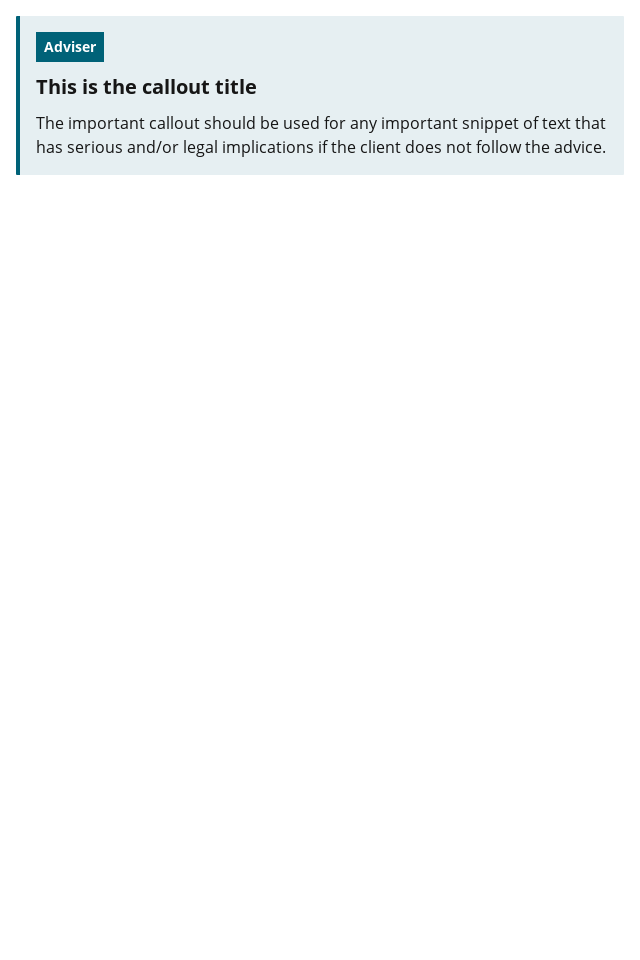 Adviser
This is the callout title
The important callout should be used for any important snippet of text that
has serious and/or legal implications if the client does not follow the advice.